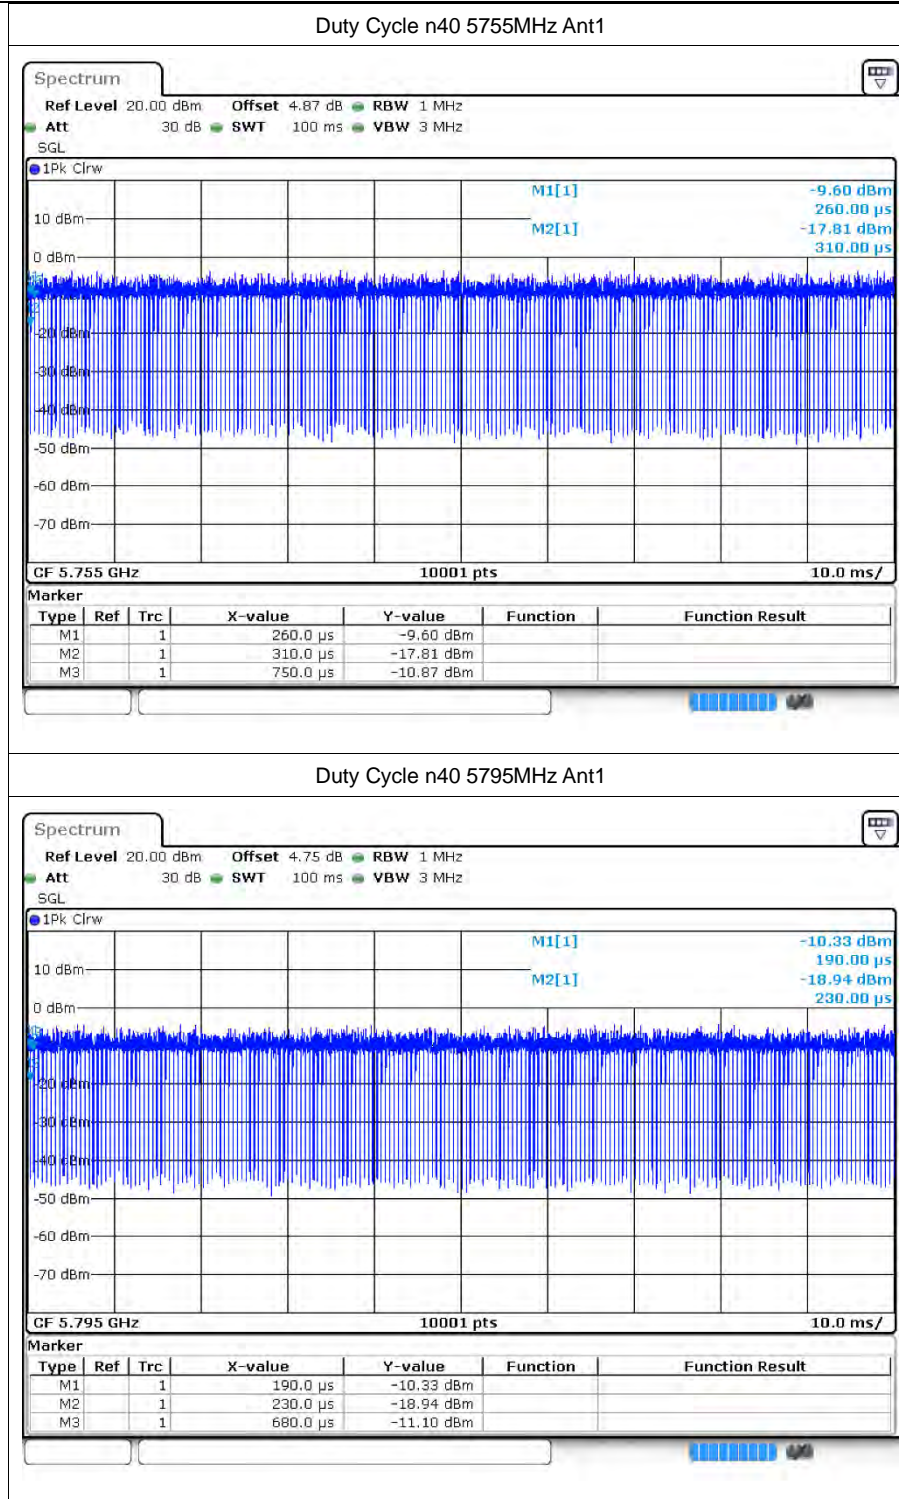 Duty Cycle n40 5755MHz Ant1
Spectrum
Ref Level 20.00 dBm Offset 4.87 dB RBW 1 MHz
Att 30 dB SWT 100 ms VBW 3 MHz
SGL
1Pk Clrw
M1[1] -9.60 dBm
260.00 µs
10 dBm
M2[1] -17.81 dBm
310.00 µs
0 dBm
-20 dBm
-30 dBm
-40 dBm
-50 dBm
-60 dBm
-70 dBm
CF 5.755 GHz 10001 pts 10.0 ms/
Marker
Type Ref Trc X-value Y-value Function Function Result
M1 1 260.0 µs -9.60 dBm
M2 1 310.0 µs -17.81 dBm
M3 1 750.0 µs -10.87 dBm
Duty Cycle n40 5795MHz Ant1
Spectrum
Ref Level 20.00 dBm Offset 4.75 dB RBW 1 MHz
Att 30 dB SWT 100 ms VBW 3 MHz
SGL
1Pk Clrw
M1[1] -10.33 dBm
190.00 µs
10 dBm
M2[1] -18.94 dBm
230.00 µs
0 dBm
-20 dBm
-30 dBm
-40 dBm
-50 dBm
-60 dBm
-70 dBm
CF 5.795 GHz 10001 pts 10.0 ms/
Marker
Type Ref Trc X-value Y-value Function Function Result
M1 1 190.0 µs -10.33 dBm
M2 1 230.0 µs -18.94 dBm
M3 1 680.0 µs -11.10 dBm